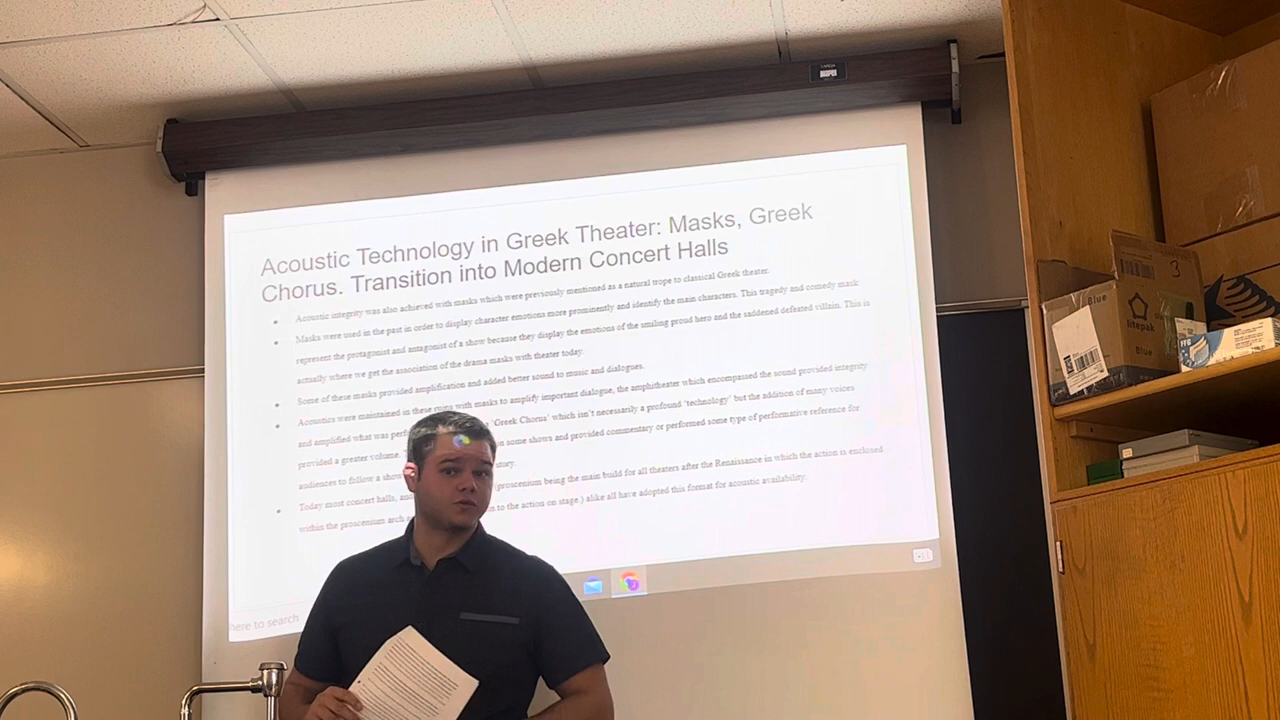 Acoustic Technology in Greek Theater: Masks, Greek
Chorus. Transition into Modern Concert Halls
Acoustic integrity was also achieved with masks which were previously mentioned as a natural trope to classical Greek theater.
Masks were used in the past in order to display character emotions more prominently and identify the main characters. This tragedy and comedy mask
represent the protagonist and antagonist of a show because they display the emotions of the smiling proud hero and the saddened defeated villain. This is
actually where we get the association of the drama masks with theater today.
Some of these masks provided amplification and added better sound to music and dialogues.
Acoustics were maintained in these with masks to amplify important dialogue, the amphitheater which encompassed the sound provided integrity
and amplified what was 'Greek Chorus' which isn't necessarily a profound 'technology' but the addition of many voices
provided a greater volume. in some shows and provided commentary or performed some type of performative reference for
audiences to follow a show
Today most concert halls, (proscenium being the main build for all theaters after the Renaissance in which the action is enclosed
within the proscenium arch to the action on stage.) alike all have adopted this format for acoustic availability.
here to search
3
Blue
litepak
Blue